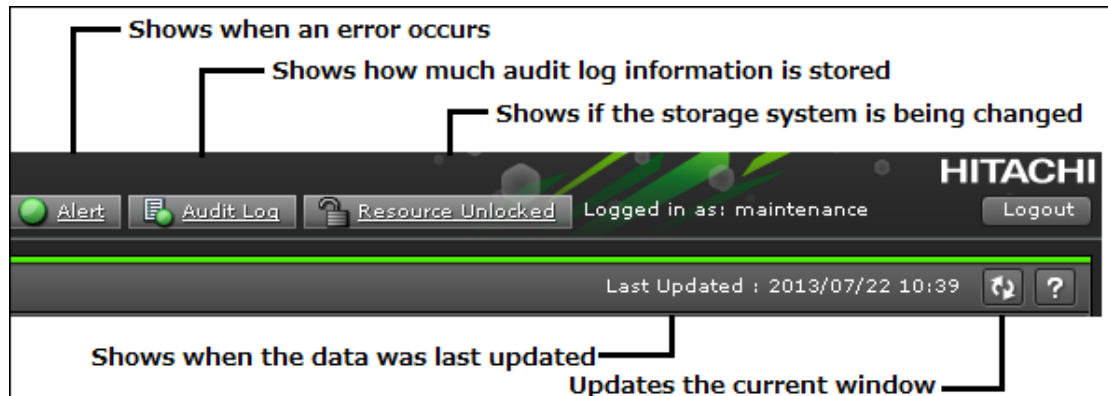 Shows when an error occurs
Shows how much audit log information is stored
Shows if the storage system is being changed
HITACHI
Alert Audit Log Resource Unlocked Logged in as: maintenance Logout
Last Updated : 2013/07/22 10:39 ?
Shows when the data was last updated
Updates the current window